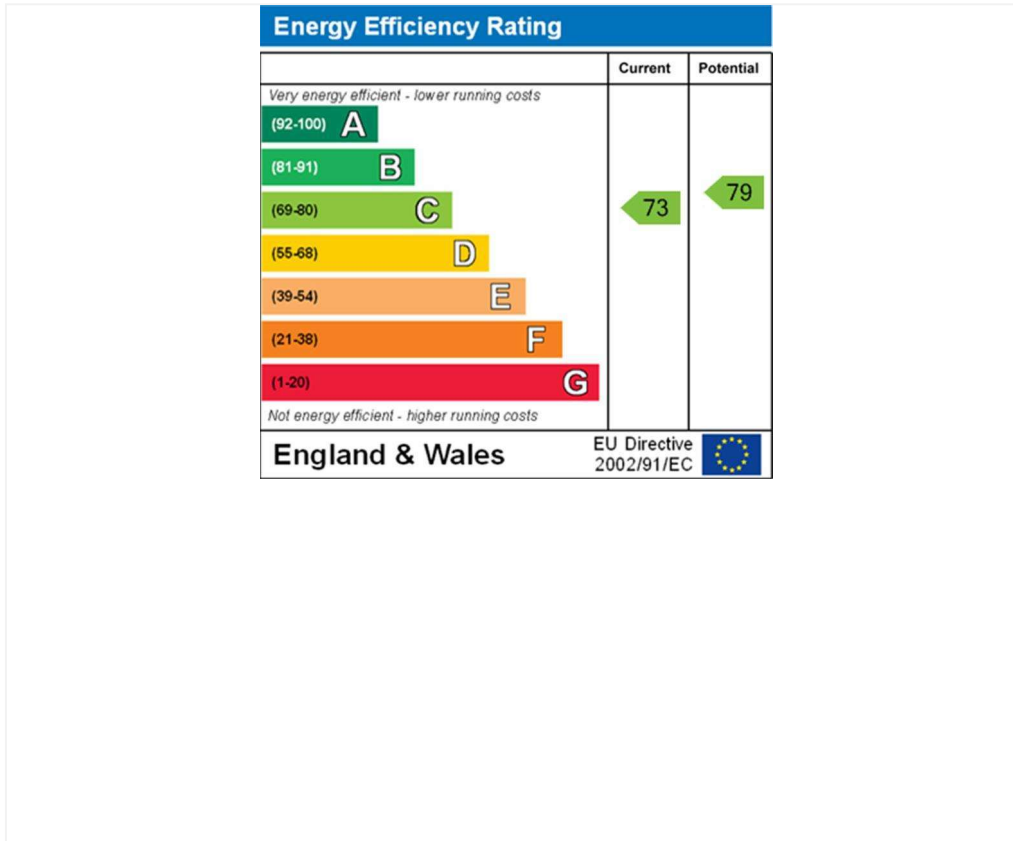 Energy Efficiency Rating
Current Potential
Very energy efficient - lower running costs
(92-100) A
(81-91) B
(69-80) C
73
79
(55-68) D
(39-54) E
(21-38) F
(1-20) G
Not energy efficient - higher running costs
England & Wales
EU Directive
2002/91/EC